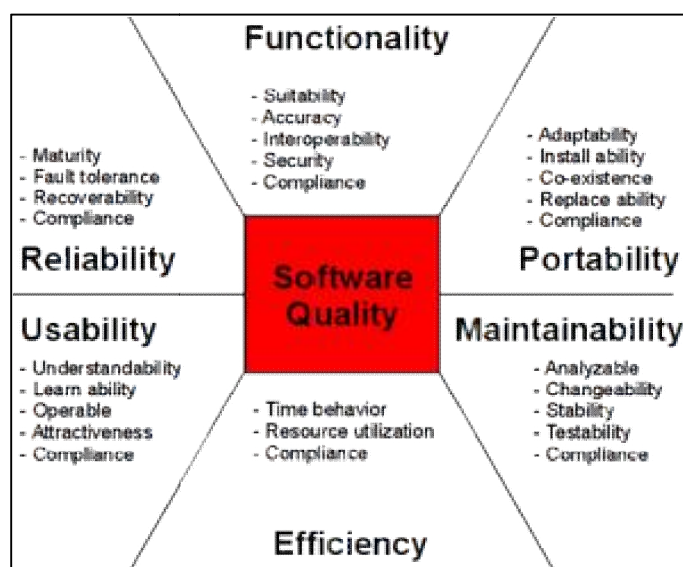 Functionality
- Suitability
- Accuracy
- Interoperability
- Security
- Compliance
- Maturity
- Fault tolerance
- Recoverability
- Compliance
Reliability
- Adaptability
- Install ability
- Co-existence
- Replace ability
- Compliance
Portability
Software
Quality
Usability
- Understandability
- Learn ability
- Operable
- Attractiveness
- Compliance
- Time behavior
- Resource utilization
- Compliance
Efficiency
Maintainability
- Analyzable
- Changeability
- Stability
- Testability
- Compliance